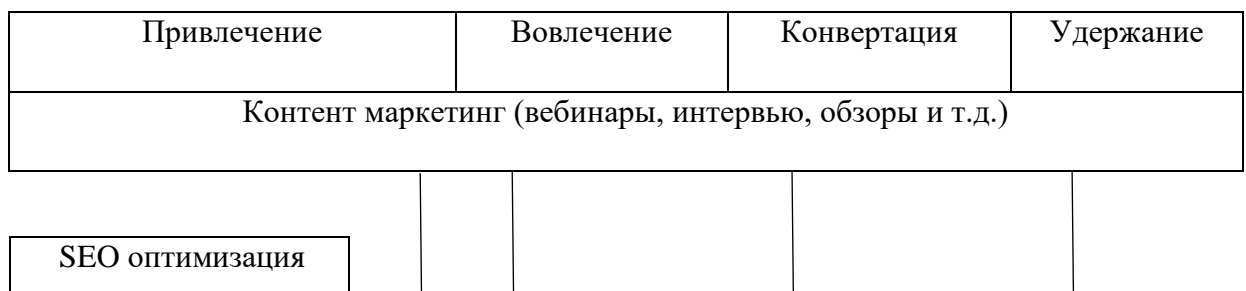 Привлечение Вовлечение Конвертация Удержание
Контент маркетинг (вебинары, интервью, обзоры и т.д.)
SEO оптимизация